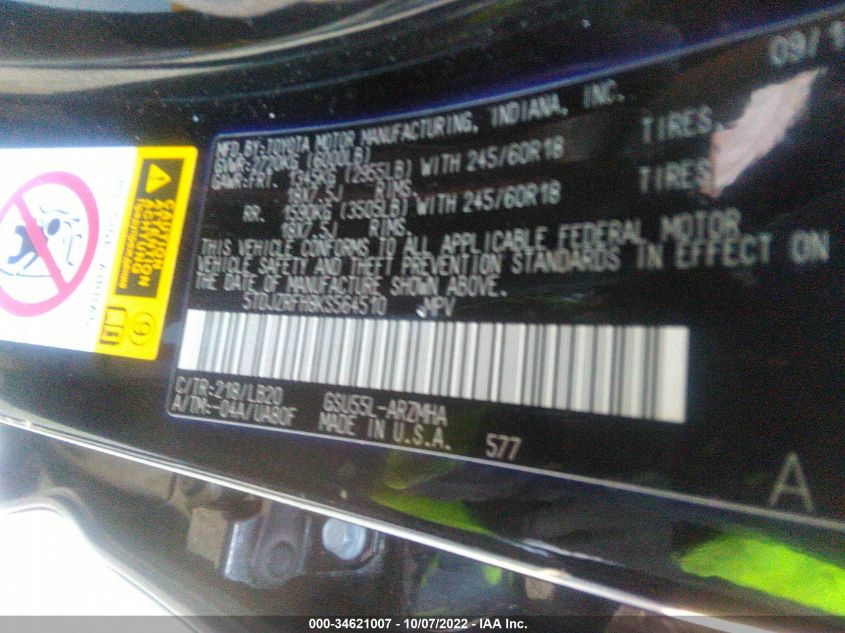 09/1
MFD BY: TOYOTA MOTOR MANUFACTURING, INDIANA, INC.
GVWR: 2720KG (6000LB)
GAWR: FRT. 1345KG (2955LB) WITH 245/60R18 TIRES,
18X7.5J RIMS.
RR. 1590KG (3505LB) WITH 245/60R18 TIRES
18X7.5J RIMS.
THIS VEHICLE CONFORMS TO ALL APPLICABLE FEDERAL MOTOR
VEHICLE SAFETY AND THEFT PREVENTION STANDARDS IN EFFECT ON
THE DATE OF MANUFACTURE SHOWN ABOVE.
5TDJZRFH8KS564510 MPV
C/TR:218/LB20 GSU55L-ARZMHA
A/TM:-04A/UA80F MADE IN U.S.A. 577
A
CAUTION
000-34621007 - 10/07/2022 - IAA Inc.